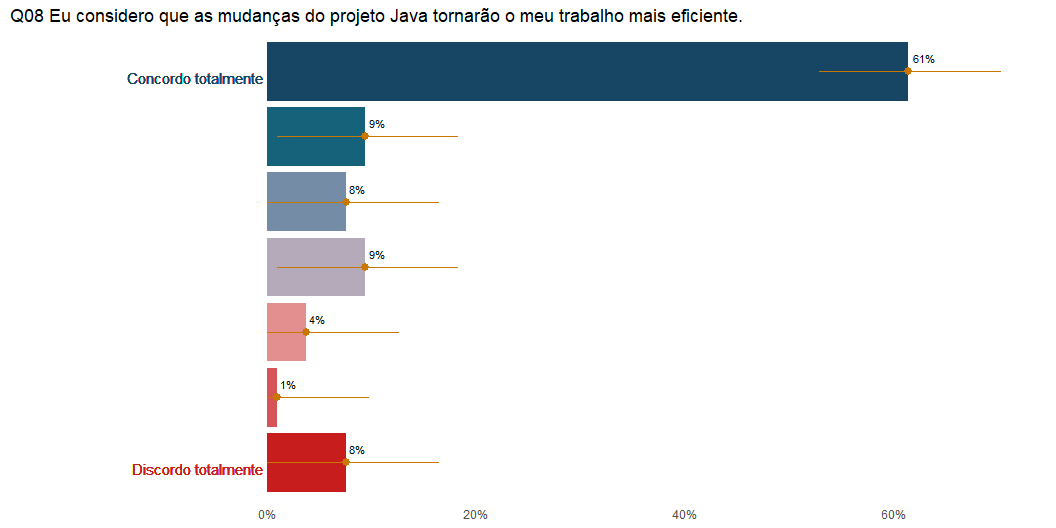 Q08 Eu considero que as mudanças do projeto Java tornarão o meu trabalho mais eficiente.
61%
Concordo totalmente
9%
8%
9%
4%
1%
8%
Discordo totalmente
0% 20% 40% 60%